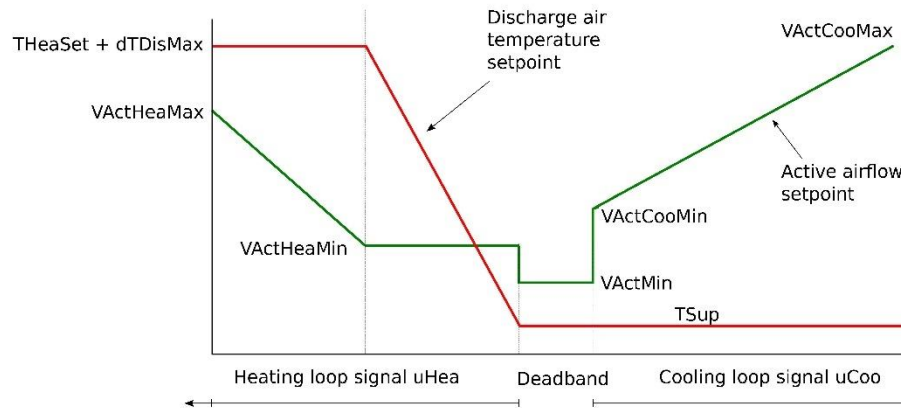 THeaSet + dTDisMax
Discharge air
temperature
setpoint
VActCooMax
VActHeaMax
Active airflow
setpoint
VActCooMin
VActHeaMin
VActMin
TSup
Heating loop signal uHea
Deadband
Cooling loop signal uCoo